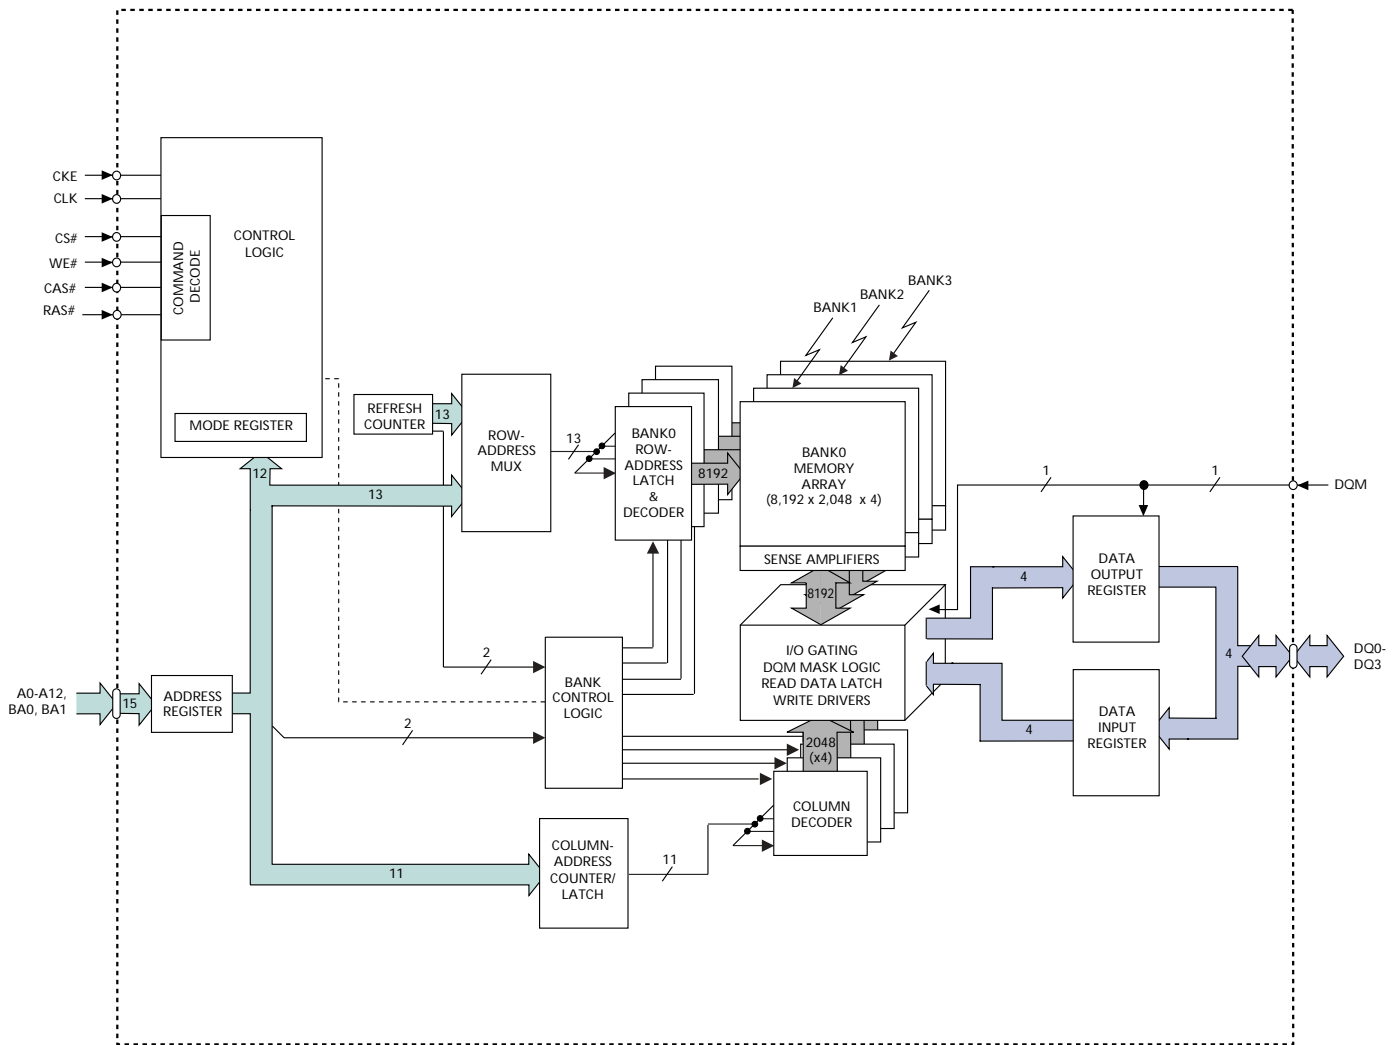 CKE
CLK
CS#
WE#
CAS#
RAS#
COMMAND
DECODE
CONTROL
LOGIC
MODE REGISTER
12
REFRESH
COUNTER
13
13
ROW-
ADDRESS
MUX
13
BANK0
ROW-
ADDRESS
LATCH
&
DECODER
8192
BANK1
BANK2
BANK3
BANK0
MEMORY
ARRAY
(8,192 x 2,048 x 4)
SENSE AMPLIFIERS
8192
I/O GATING
DQM MASK LOGIC
READ DATA LATCH
WRITE DRIVERS
2048
(x4)
COLUMN
DECODER
1
1
DQM
4
DATA
OUTPUT
REGISTER
4
DQ0-
DQ3
4
DATA
INPUT
REGISTER
A0-A12,
BA0, BA1
15
ADDRESS
REGISTER
2
2
BANK
CONTROL
LOGIC
11
COLUMN-
ADDRESS
COUNTER/
LATCH
11